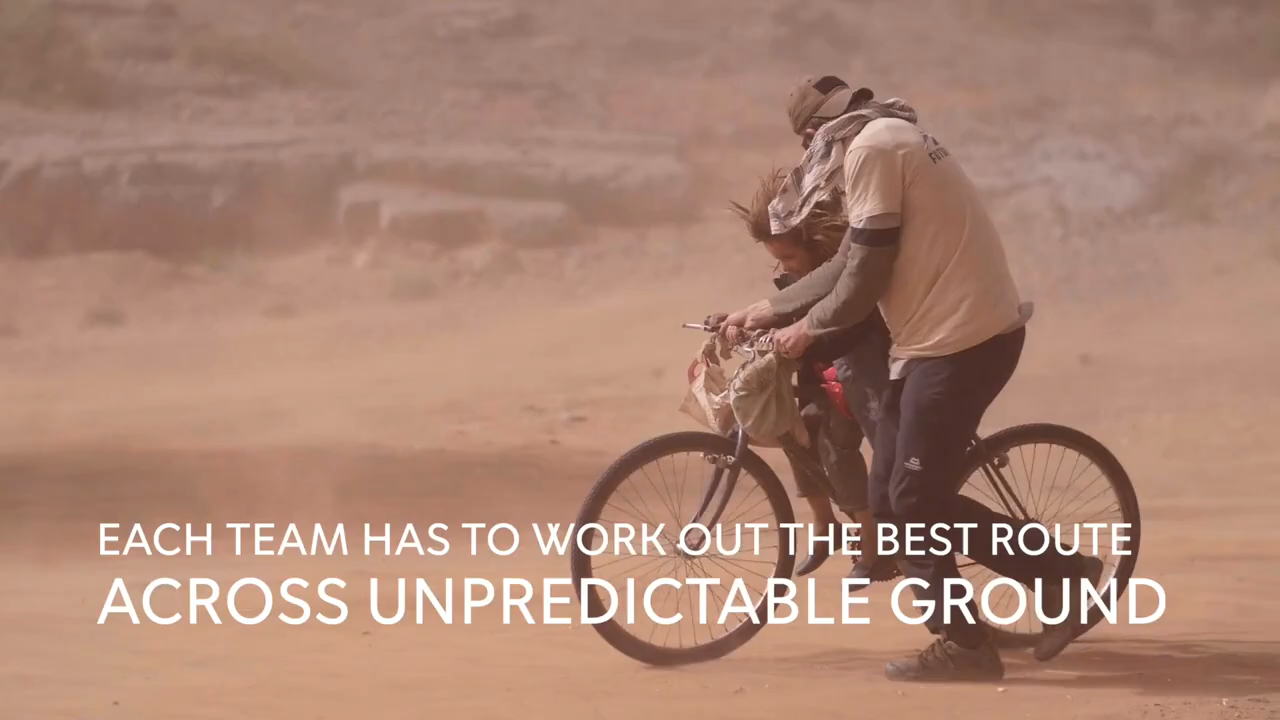 EACH TEAM HAS TO WORK OUT THE BEST ROUTE
ACROSS UNPREDICTABLE GROUND